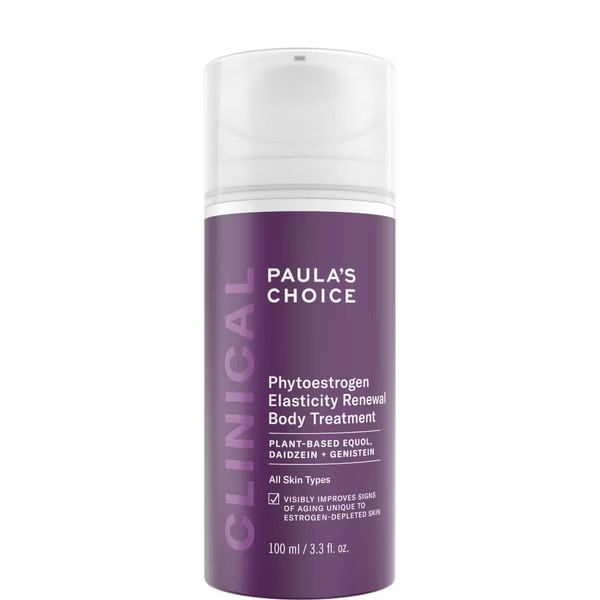 CLINICAL
PAULA'S
CHOICE
Phytoestrogen
Elasticity Renewal
Body Treatment
PLANT-BASED EQUOL,
DAIDZEIN + GENISTEIN
All Skin Types
VISIBLY IMPROVES SIGNS
OF AGING UNIQUE TO
ESTROGEN-DEPLETED SKIN
100 ml / 3.3 fl. oz.